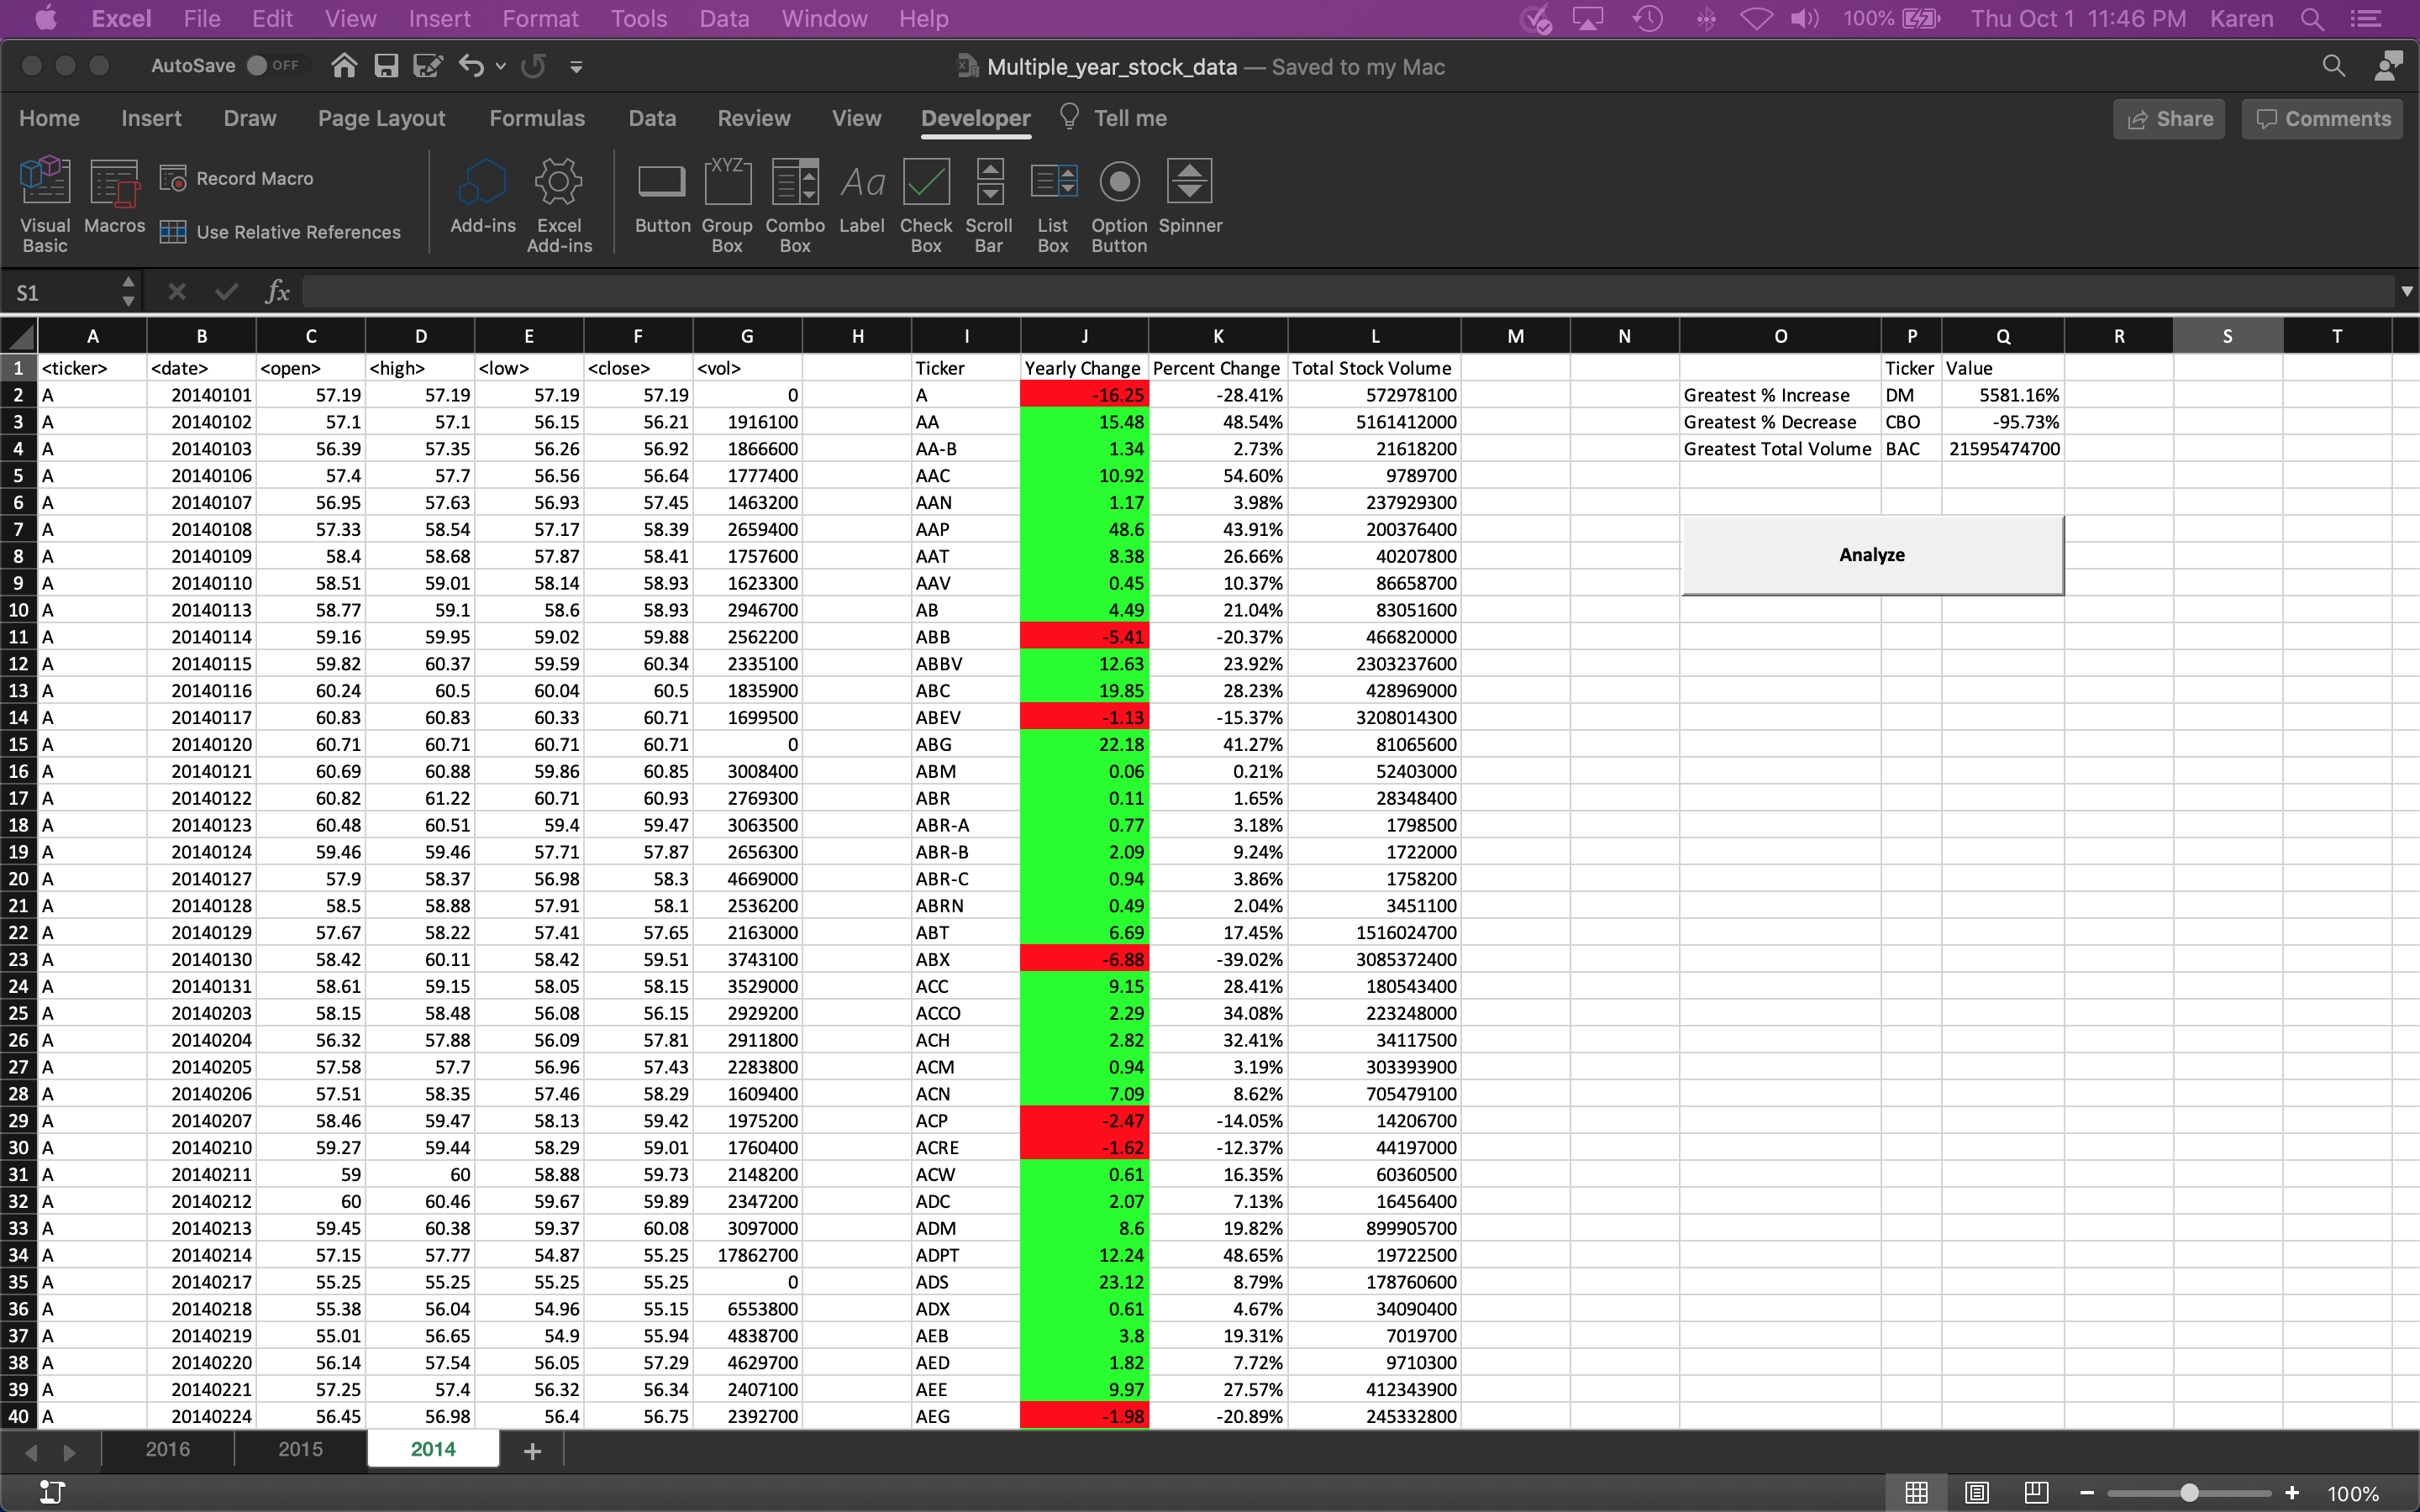 Excel File Edit View Insert Format Tools Data Window Help 100% Thu Oct 1 11:46 PM Karen
AutoSave OFF Multiple_year_stock_data — Saved to my Mac
Home Insert Draw Page Layout Formulas Data Review View Developer Tell me Share Comments
Visual Basic Macros Record Macro Use Relative References Add-ins Excel Add-ins Button XYZ Group Box Combo Box Aa Label Check Box Scroll Bar List Box Option Button Spinner
S1 fx
A B C D E F G H I J K L M N O P Q R S T
1 <ticker> <date> <open> <high> <low> <close> <vol> Ticker Yearly Change Percent Change Total Stock Volume Ticker Value
2 A 20140101 57.19 57.19 57.19 57.19 0 A -16.25 -28.41% 572978100 Greatest % Increase DM 5581.16%
3 A 20140102 57.1 57.1 56.15 56.21 1916100 AA 15.48 48.54% 5161412000 Greatest % Decrease CBO -95.73%
4 A 20140103 56.39 57.35 56.26 56.92 1866600 AA-B 1.34 2.73% 21618200 Greatest Total Volume BAC 21595474700
5 A 20140106 57.4 57.7 56.56 56.64 1777400 AAC 10.92 54.60% 9789700
6 A 20140107 56.95 57.63 56.93 57.45 1463200 AAN 1.17 3.98% 237929300
7 A 20140108 57.33 58.54 57.17 58.39 2659400 AAP 48.6 43.91% 200376400
8 A 20140109 58.4 58.68 57.87 58.41 1757600 AAT 8.38 26.66% 40207800 Analyze
9 A 20140110 58.51 59.01 58.14 58.93 1623300 AAV 0.45 10.37% 86658700
10 A 20140113 58.77 59.1 58.6 58.93 2946700 AB 4.49 21.04% 83051600
11 A 20140114 59.16 59.95 59.02 59.88 2562200 ABB -5.41 -20.37% 466820000
12 A 20140115 59.82 60.37 59.59 60.34 2335100 ABBV 12.63 23.92% 2303237600
13 A 20140116 60.24 60.5 60.04 60.5 1835900 ABC 19.85 28.23% 428969000
14 A 20140117 60.83 60.83 60.33 60.71 1699500 ABEV -1.13 -15.37% 3208014300
15 A 20140120 60.71 60.71 60.71 60.71 0 ABG 22.18 41.27% 81065600
16 A 20140121 60.69 60.88 59.86 60.85 3008400 ABM 0.06 0.21% 52403000
17 A 20140122 60.82 61.22 60.71 60.93 2769300 ABR 0.11 1.65% 28348400
18 A 20140123 60.48 60.51 59.4 59.47 3063500 ABR-A 0.77 3.18% 1798500
19 A 20140124 59.46 59.46 57.71 57.87 2656300 ABR-B 2.09 9.24% 1722000
20 A 20140127 57.9 58.37 56.98 58.3 4669000 ABR-C 0.94 3.86% 1758200
21 A 20140128 58.5 58.88 57.91 58.1 2536200 ABRN 0.49 2.04% 3451100
22 A 20140129 57.67 58.22 57.41 57.65 2163000 ABT 6.69 17.45% 1516024700
23 A 20140130 58.42 60.11 58.42 59.51 3743100 ABX -6.88 -39.02% 3085372400
24 A 20140131 58.61 59.15 58.05 58.15 3529000 ACC 9.15 28.41% 180543400
25 A 20140203 58.15 58.48 56.08 56.15 2929200 ACCO 2.29 34.08% 223248000
26 A 20140204 56.32 57.88 56.09 57.81 2911800 ACH 2.82 32.41% 34117500
27 A 20140205 57.58 57.7 56.96 57.43 2283800 ACM 0.94 3.19% 303393900
28 A 20140206 57.51 58.35 57.46 58.29 1609400 ACN 7.09 8.62% 705479100
29 A 20140207 58.46 59.47 58.13 59.42 1975200 ACP -2.47 -14.05% 14206700
30 A 20140210 59.27 59.44 58.29 59.01 1760400 ACRE -1.62 -12.37% 44197000
31 A 20140211 59 60 58.88 59.73 2148200 ACW 0.61 16.35% 60360500
32 A 20140212 60 60.46 59.67 59.89 2347200 ADC 2.07 7.13% 16456400
33 A 20140213 59.45 60.38 59.37 60.08 3097000 ADM 8.6 19.82% 899905700
34 A 20140214 57.15 57.77 54.87 55.25 17862700 ADPT 12.24 48.65% 19722500
35 A 20140217 55.25 55.25 55.25 55.25 0 ADS 23.12 8.79% 178760600
36 A 20140218 55.38 56.04 54.96 55.15 6553800 ADX 0.61 4.67% 34090400
37 A 20140219 55.01 56.65 54.9 55.94 4838700 AEB 3.8 19.31% 7019700
38 A 20140220 56.14 57.54 56.05 57.29 4629700 AED 1.82 7.72% 9710300
39 A 20140221 57.25 57.4 56.32 56.34 2407100 AEE 9.97 27.57% 412343900
40 A 20140224 56.45 56.98 56.4 56.75 2392700 AEG -1.98 -20.89% 245332800
2016 2015 2014 +
100%